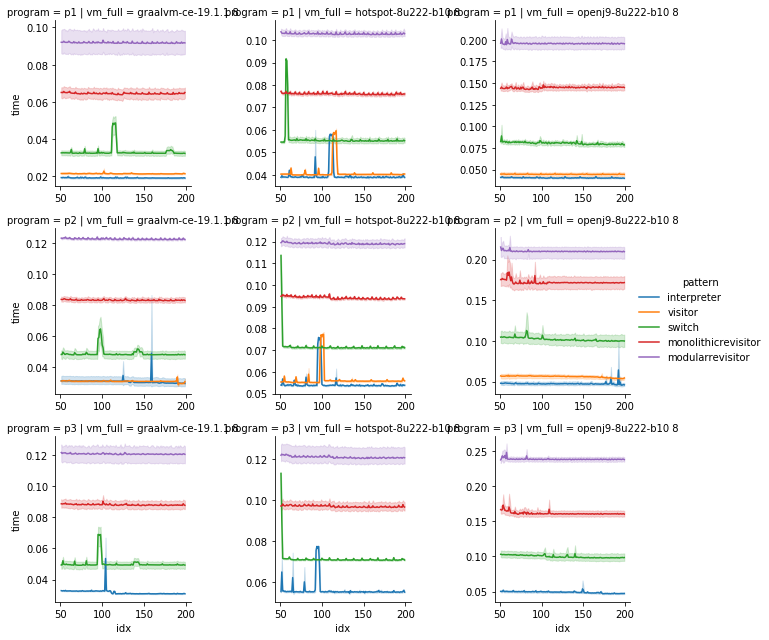 program = p1 | vm_full = graalvm-ce-19.1.1 8
program = p1 | vm_full = hotspot-8u222-b10 8
program = p1 | vm_full = openj9-8u222-b10 8
time
0.10
0.08
0.06
0.04
0.02
50 100 150 200
0.10
0.09
0.08
0.07
0.06
0.05
0.04
50 100 150 200
0.200
0.175
0.150
0.125
0.100
0.075
0.050
50 100 150 200
program = p2 | vm_full = graalvm-ce-19.1.1 8
program = p2 | vm_full = hotspot-8u222-b10 8
program = p2 | vm_full = openj9-8u222-b10 8
time
0.12
0.10
0.08
0.06
0.04
50 100 150 200
0.12
0.11
0.10
0.09
0.08
0.07
0.06
0.05
50 100 150 200
0.20
0.15
0.10
0.05
50 100 150 200
pattern
interpreter
visitor
switch
monolithicrevisitor
modularrevisitor
program = p3 | vm_full = graalvm-ce-19.1.1 8
program = p3 | vm_full = hotspot-8u222-b10 8
program = p3 | vm_full = openj9-8u222-b10 8
time
0.12
0.10
0.08
0.06
0.04
50 100 150 200
idx
0.12
0.10
0.08
0.06
50 100 150 200
idx
0.25
0.20
0.15
0.10
0.05
50 100 150 200
idx